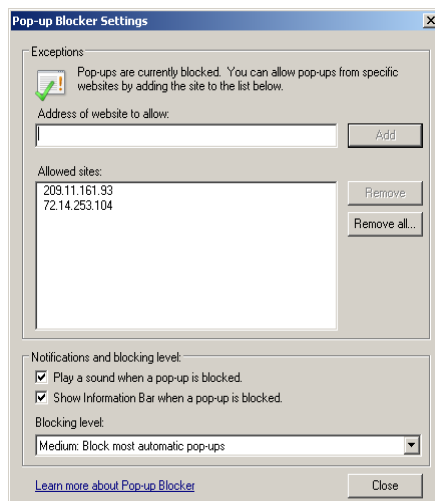 Pop-up Blocker Settings
Exceptions
Pop-ups are currently blocked. You can allow pop-ups from specific
websites by adding the site to the list below.
Address of website to allow:
Add
Allowed sites:
209.11.161.93
72.14.253.104
Remove
Remove all...
Notifications and blocking level:
Play a sound when a pop-up is blocked.
Show Information Bar when a pop-up is blocked.
Blocking level:
Medium: Block most automatic pop-ups
Learn more about Pop-up Blocker
Close